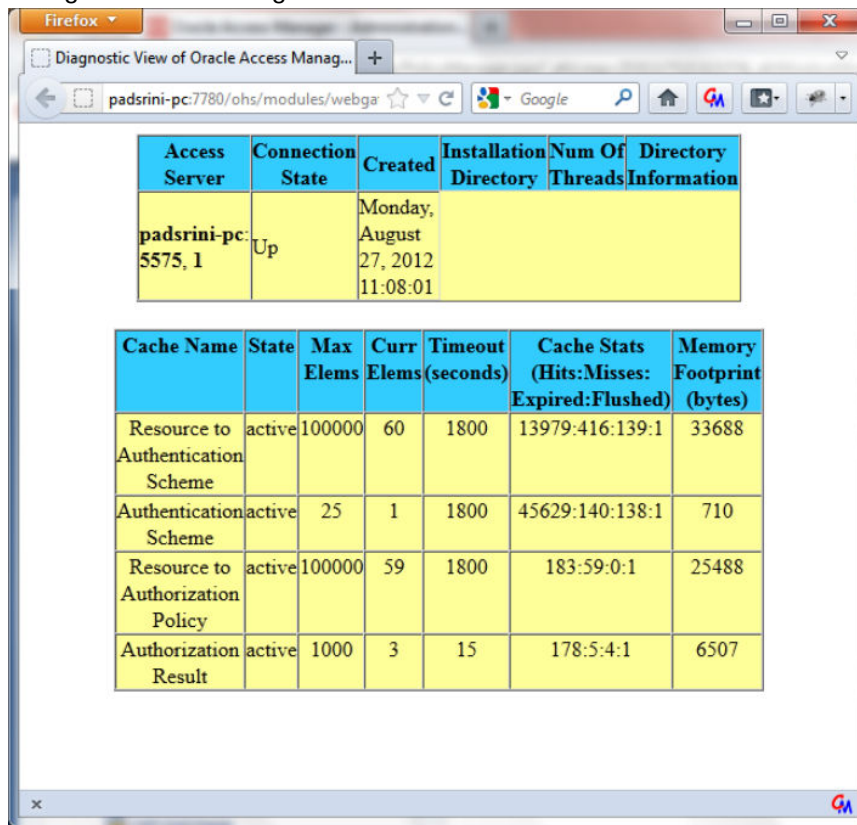 Firefox
Diagnostic View of Oracle Access Manag...
padsrini-pc:7780/ohs/modules/webga
Google
Access Server Connection State Created Installation Directory Num Of Threads Directory Information
padsrini-pc: 5575, 1 Up Monday, August 27, 2012 11:08:01
Cache Name State Max Elems Curr Elems Timeout (seconds) Cache Stats (Hits:Misses: Expired:Flushed) Memory Footprint (bytes)
Resource to Authentication Scheme active 100000 60 1800 13979:416:139:1 33688
Authentication Scheme active 25 1 1800 45629:140:138:1 710
Resource to Authorization Policy active 100000 59 1800 183:59:0:1 25488
Authorization Result active 1000 3 15 178:5:4:1 6507